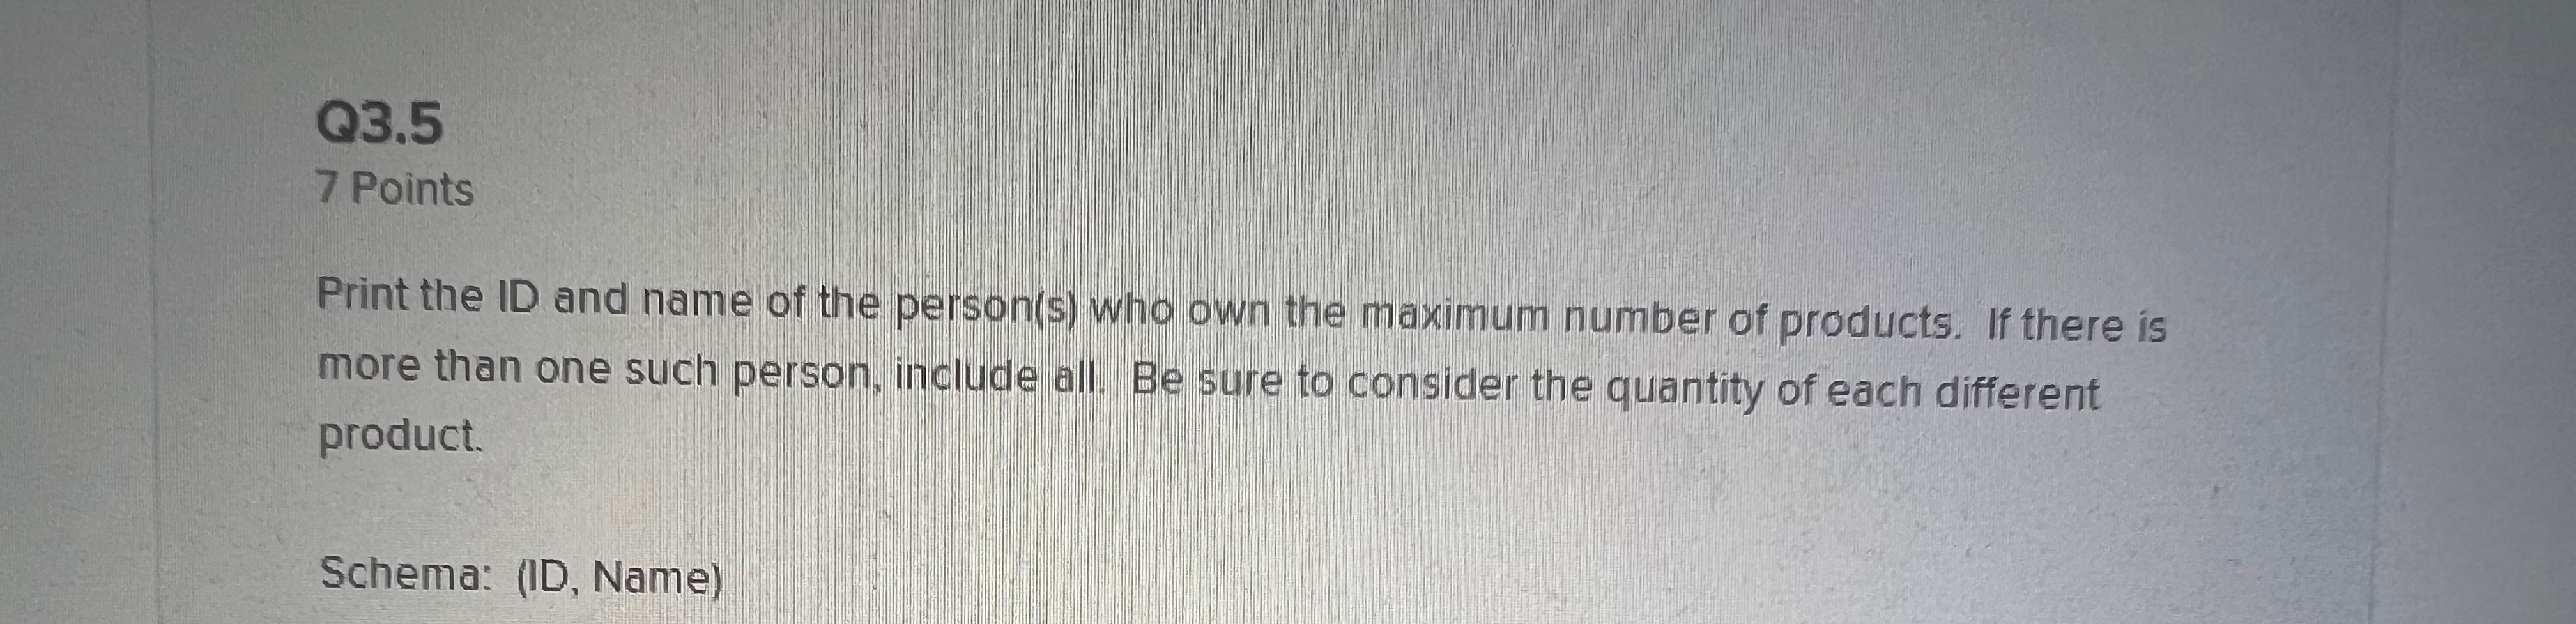 Q3.5
7 Points
Print the ID and name of the person(s) who own the maximum number of products. If there is
more than one such person, include all. Be sure to consider the quantity of each different
product.
Schema: (ID, Name)